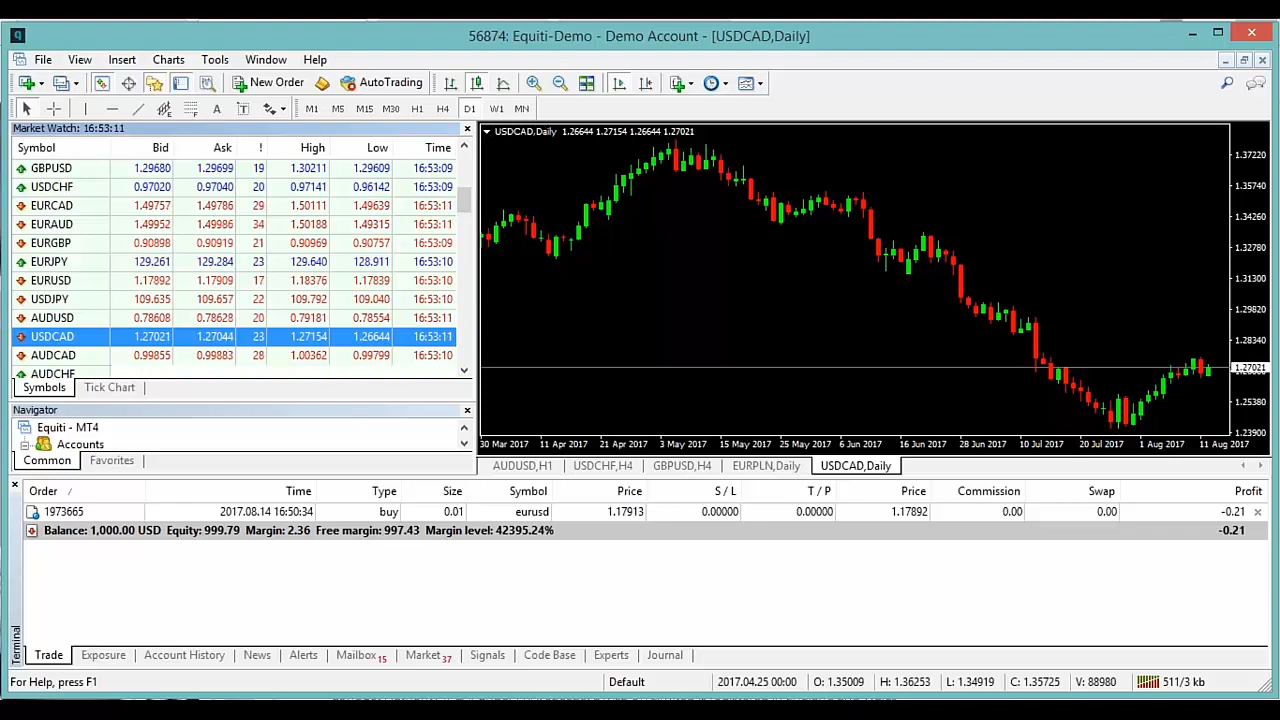 56874: Equiti-Demo - Demo Account - [USDCAD,Daily]
File View Insert Charts Tools Window Help
New Order AutoTrading
M1 M5 M15 M30 H1 H4 D1 W1 MN
Market Watch: 16:53:11
Symbol Bid Ask ! High Low Time
GBPUSD 1.29680 1.29699 19 1.30211 1.29609 16:53:09
USDCHF 0.97020 0.97040 20 0.97141 0.96142 16:53:09
EURCAD 1.49757 1.49786 29 1.50111 1.49639 16:53:11
EURAUD 1.49952 1.49986 34 1.50188 1.49315 16:53:11
EURGBP 0.90898 0.90919 21 0.90969 0.90757 16:53:09
EURJPY 129.261 129.284 23 129.640 128.911 16:53:10
EURUSD 1.17892 1.17909 17 1.18376 1.17839 16:53:10
USDJPY 109.635 109.657 22 109.792 109.040 16:53:10
AUDUSD 0.78608 0.78628 20 0.79181 0.78554 16:53:11
USDCAD 1.27021 1.27044 23 1.27154 1.26644 16:53:11
AUDCAD 0.99855 0.99883 28 1.00362 0.99799 16:53:10
AUDCHF
Symbols Tick Chart
Navigator
Equiti - MT4
Accounts
Common Favorites
USDCAD,Daily 1.26644 1.27154 1.26644 1.27021
1.37220
1.35740
1.34260
1.32780
1.31300
1.29820
1.28340
1.27021
1.25380
1.23900
30 Mar 2017 11 Apr 2017 21 Apr 2017 3 May 2017 15 May 2017 25 May 2017 6 Jun 2017 16 Jun 2017 28 Jun 2017 10 Jul 2017 20 Jul 2017 1 Aug 2017 11 Aug 2017
AUDUSD,H1 USDCHF,H4 GBPUSD,H4 EURPLN,Daily USDCAD,Daily
Order / Time Type Size Symbol Price S / L T / P Price Commission Swap Profit
1973665 2017.08.14 16:50:34 buy 0.01 eurusd 1.17913 0.00000 0.00000 1.17892 0.00 0.00 -0.21
Balance: 1,000.00 USD Equity: 999.79 Margin: 2.36 Free margin: 997.43 Margin level: 42395.24% -0.21
Terminal
Trade Exposure Account History News Alerts Mailbox 15 Market 37 Signals Code Base Experts Journal
For Help, press F1 Default 2017.04.25 00:00 O: 1.35009 H: 1.36253 L: 1.34919 C: 1.35725 V: 88980 511/3 kb